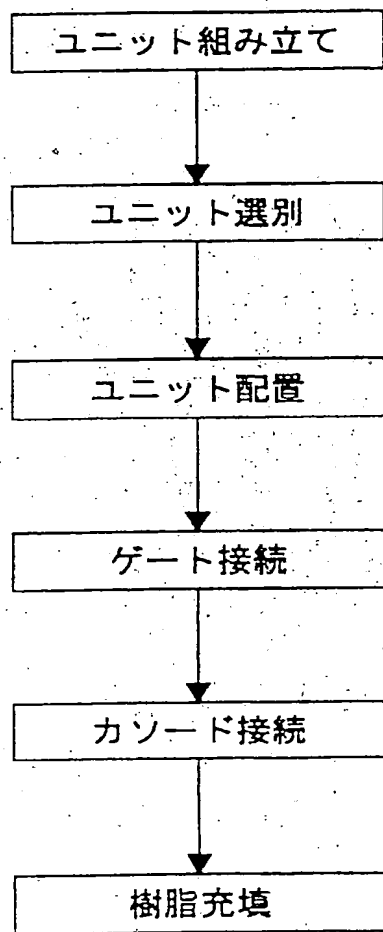 ユニット組み立て
ユニット選別
ユニット配置
ゲート接続
カソード接続
樹脂充填